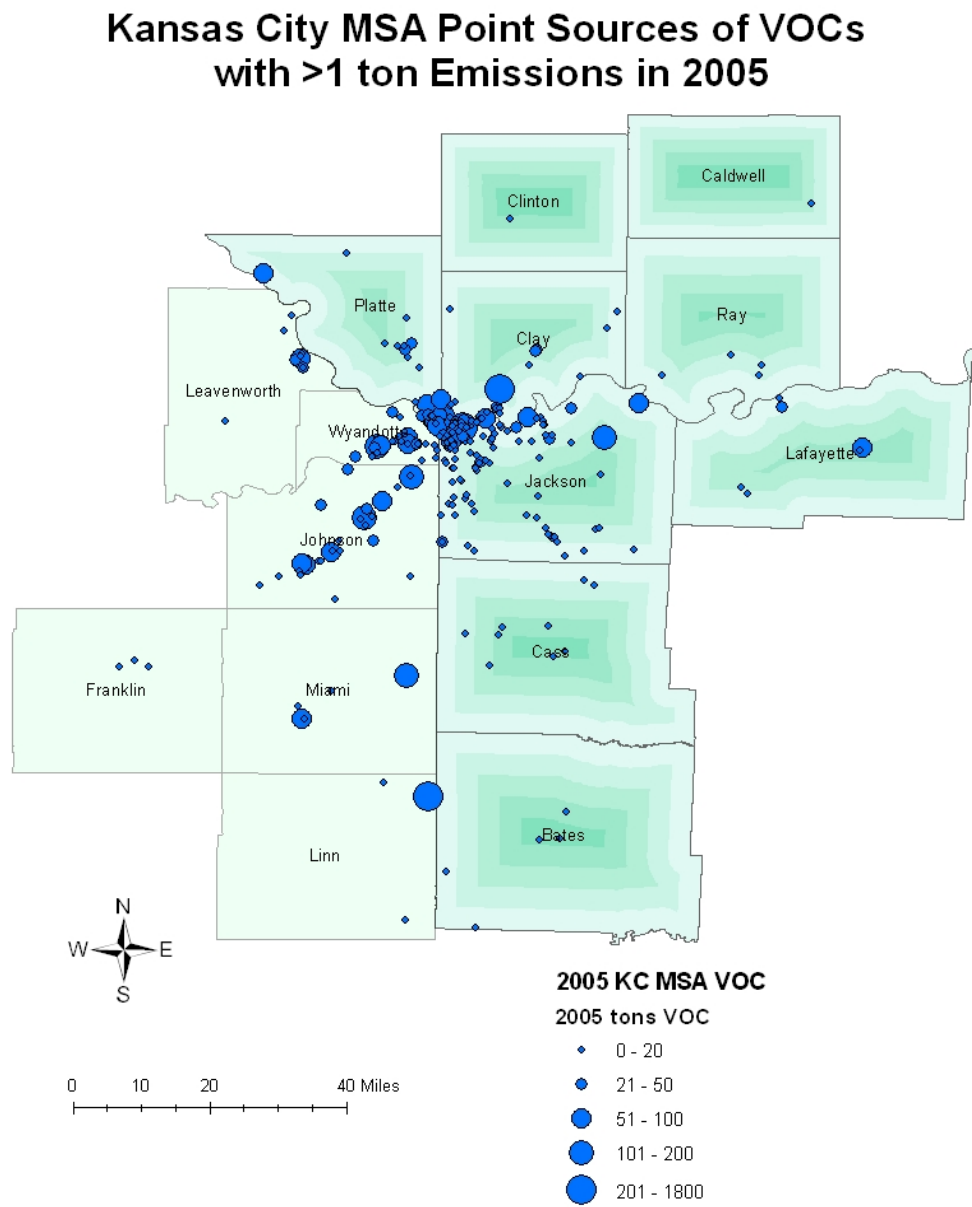 Kansas City MSA Point Sources of VOCs
with >1 ton Emissions in 2005
Caldwell
Clinton
Platte
Ray
Clay
Leavenworth
Wyandotte
Lafayette
Jackson
Johnson
Cass
Franklin
Miami
Bates
Linn
N
W E
S
2005 KC MSA VOC
2005 tons VOC
0 - 20
21 - 50
51 - 100
101 - 200
201 - 1800
0 10 20 40 Miles